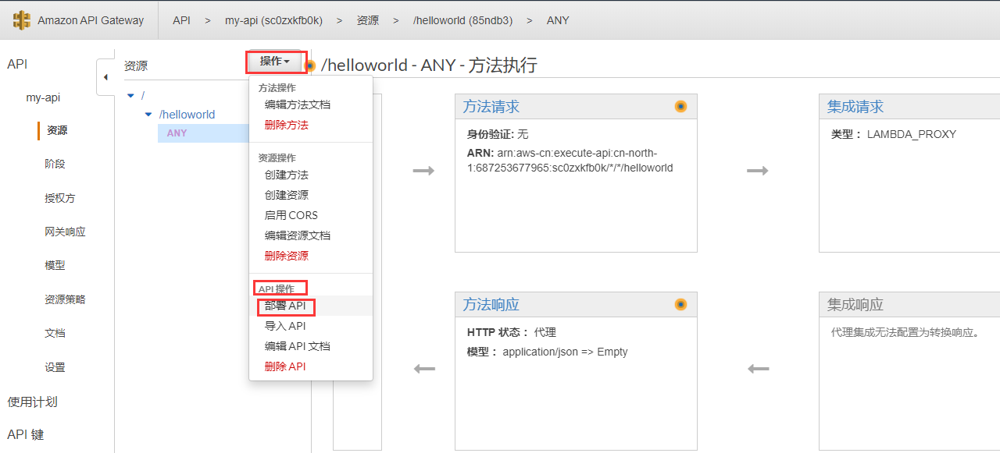 Amazon API Gateway
API > my-api (sc0zxkfb0k) > 资源 > /helloworld (85ndb3) > ANY
API
my-api
资源
阶段
授权方
网关响应
模型
资源策略
文档
设置
使用计划
API 键
资源
操作
/
/helloworld
ANY
方法操作
编辑方法文档
删除方法
资源操作
创建方法
创建资源
启用 CORS
编辑资源文档
删除资源
API 操作
部署 API
导入 API
编辑 API 文档
删除 API
/helloworld - ANY - 方法执行
方法请求
身份验证: 无
ARN: arn:aws-cn:execute-api:cn-north-
1:687253677965:sc0zxkfb0k/*/*/helloworld
集成请求
类型： LAMBDA_PROXY
方法响应
HTTP 状态： 代理
模型： application/json => Empty
集成响应
代理集成无法配置为转换响应。